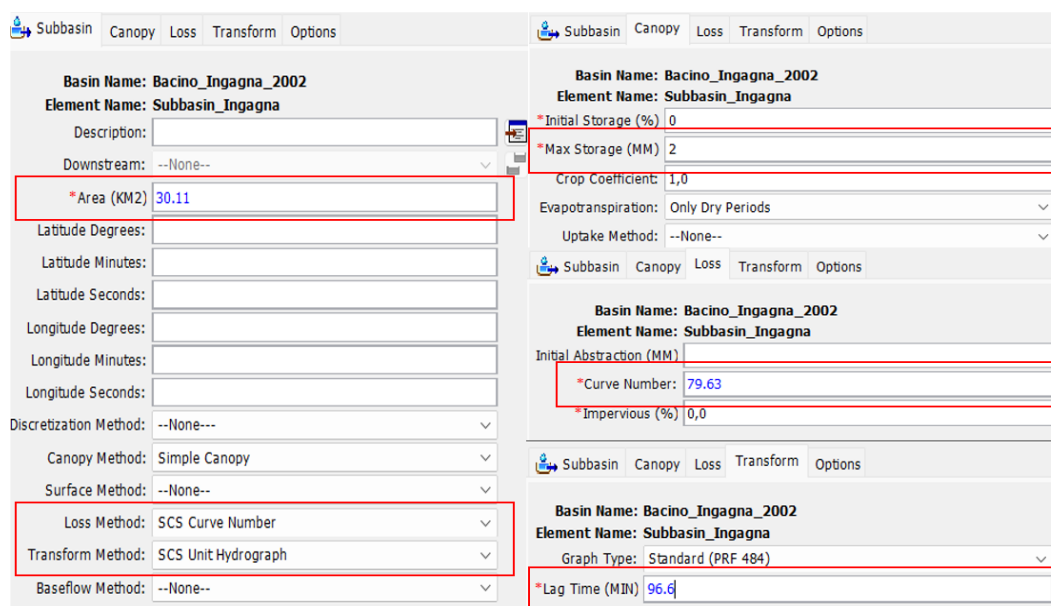 Subbasin Canopy Loss Transform Options
Basin Name: Bacino_Ingagna_2002
Element Name: Subbasin_Ingagna
Description:
Downstream: --None--
*Area (KM2) 30.11
Latitude Degrees:
Latitude Minutes:
Latitude Seconds:
Longitude Degrees:
Longitude Minutes:
Longitude Seconds:
Discretization Method: --None---
Canopy Method: Simple Canopy
Surface Method: --None--
Loss Method: SCS Curve Number
Transform Method: SCS Unit Hydrograph
Baseflow Method: --None--
Subbasin Canopy Loss Transform Options
Basin Name: Bacino_Ingagna_2002
Element Name: Subbasin_Ingagna
*Initial Storage (%) 0
*Max Storage (MM) 2
Crop Coefficient: 1,0
Evapotranspiration: Only Dry Periods
Uptake Method: --None--
Subbasin Canopy Loss Transform Options
Basin Name: Bacino_Ingagna_2002
Element Name: Subbasin_Ingagna
Initial Abstraction (MM)
*Curve Number: 79.63
*Impervious (%) 0,0
Subbasin Canopy Loss Transform Options
Basin Name: Bacino_Ingagna_2002
Element Name: Subbasin_Ingagna
Graph Type: Standard (PRF 484)
*Lag Time (MIN) 96.6